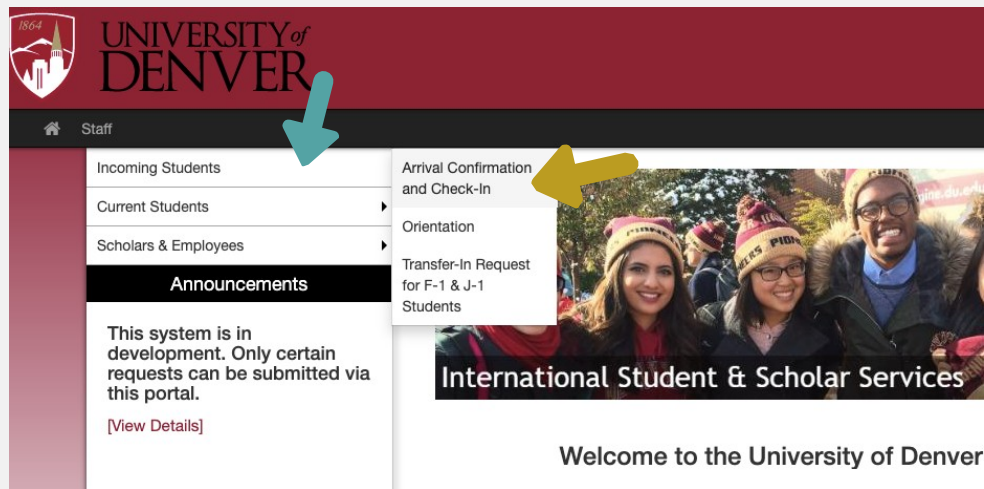 1864
UNIVERSITY of
DENVER
Staff
Incoming Students
Current Students
Scholars & Employees
Arrival Confirmation
and Check-In
Orientation
Transfer-In Request
for F-1 & J-1
Students
Announcements
This system is in
development. Only certain
requests can be submitted via
this portal.
[View Details]
PIONEERS
International Student & Scholar Services
Welcome to the University of Denver